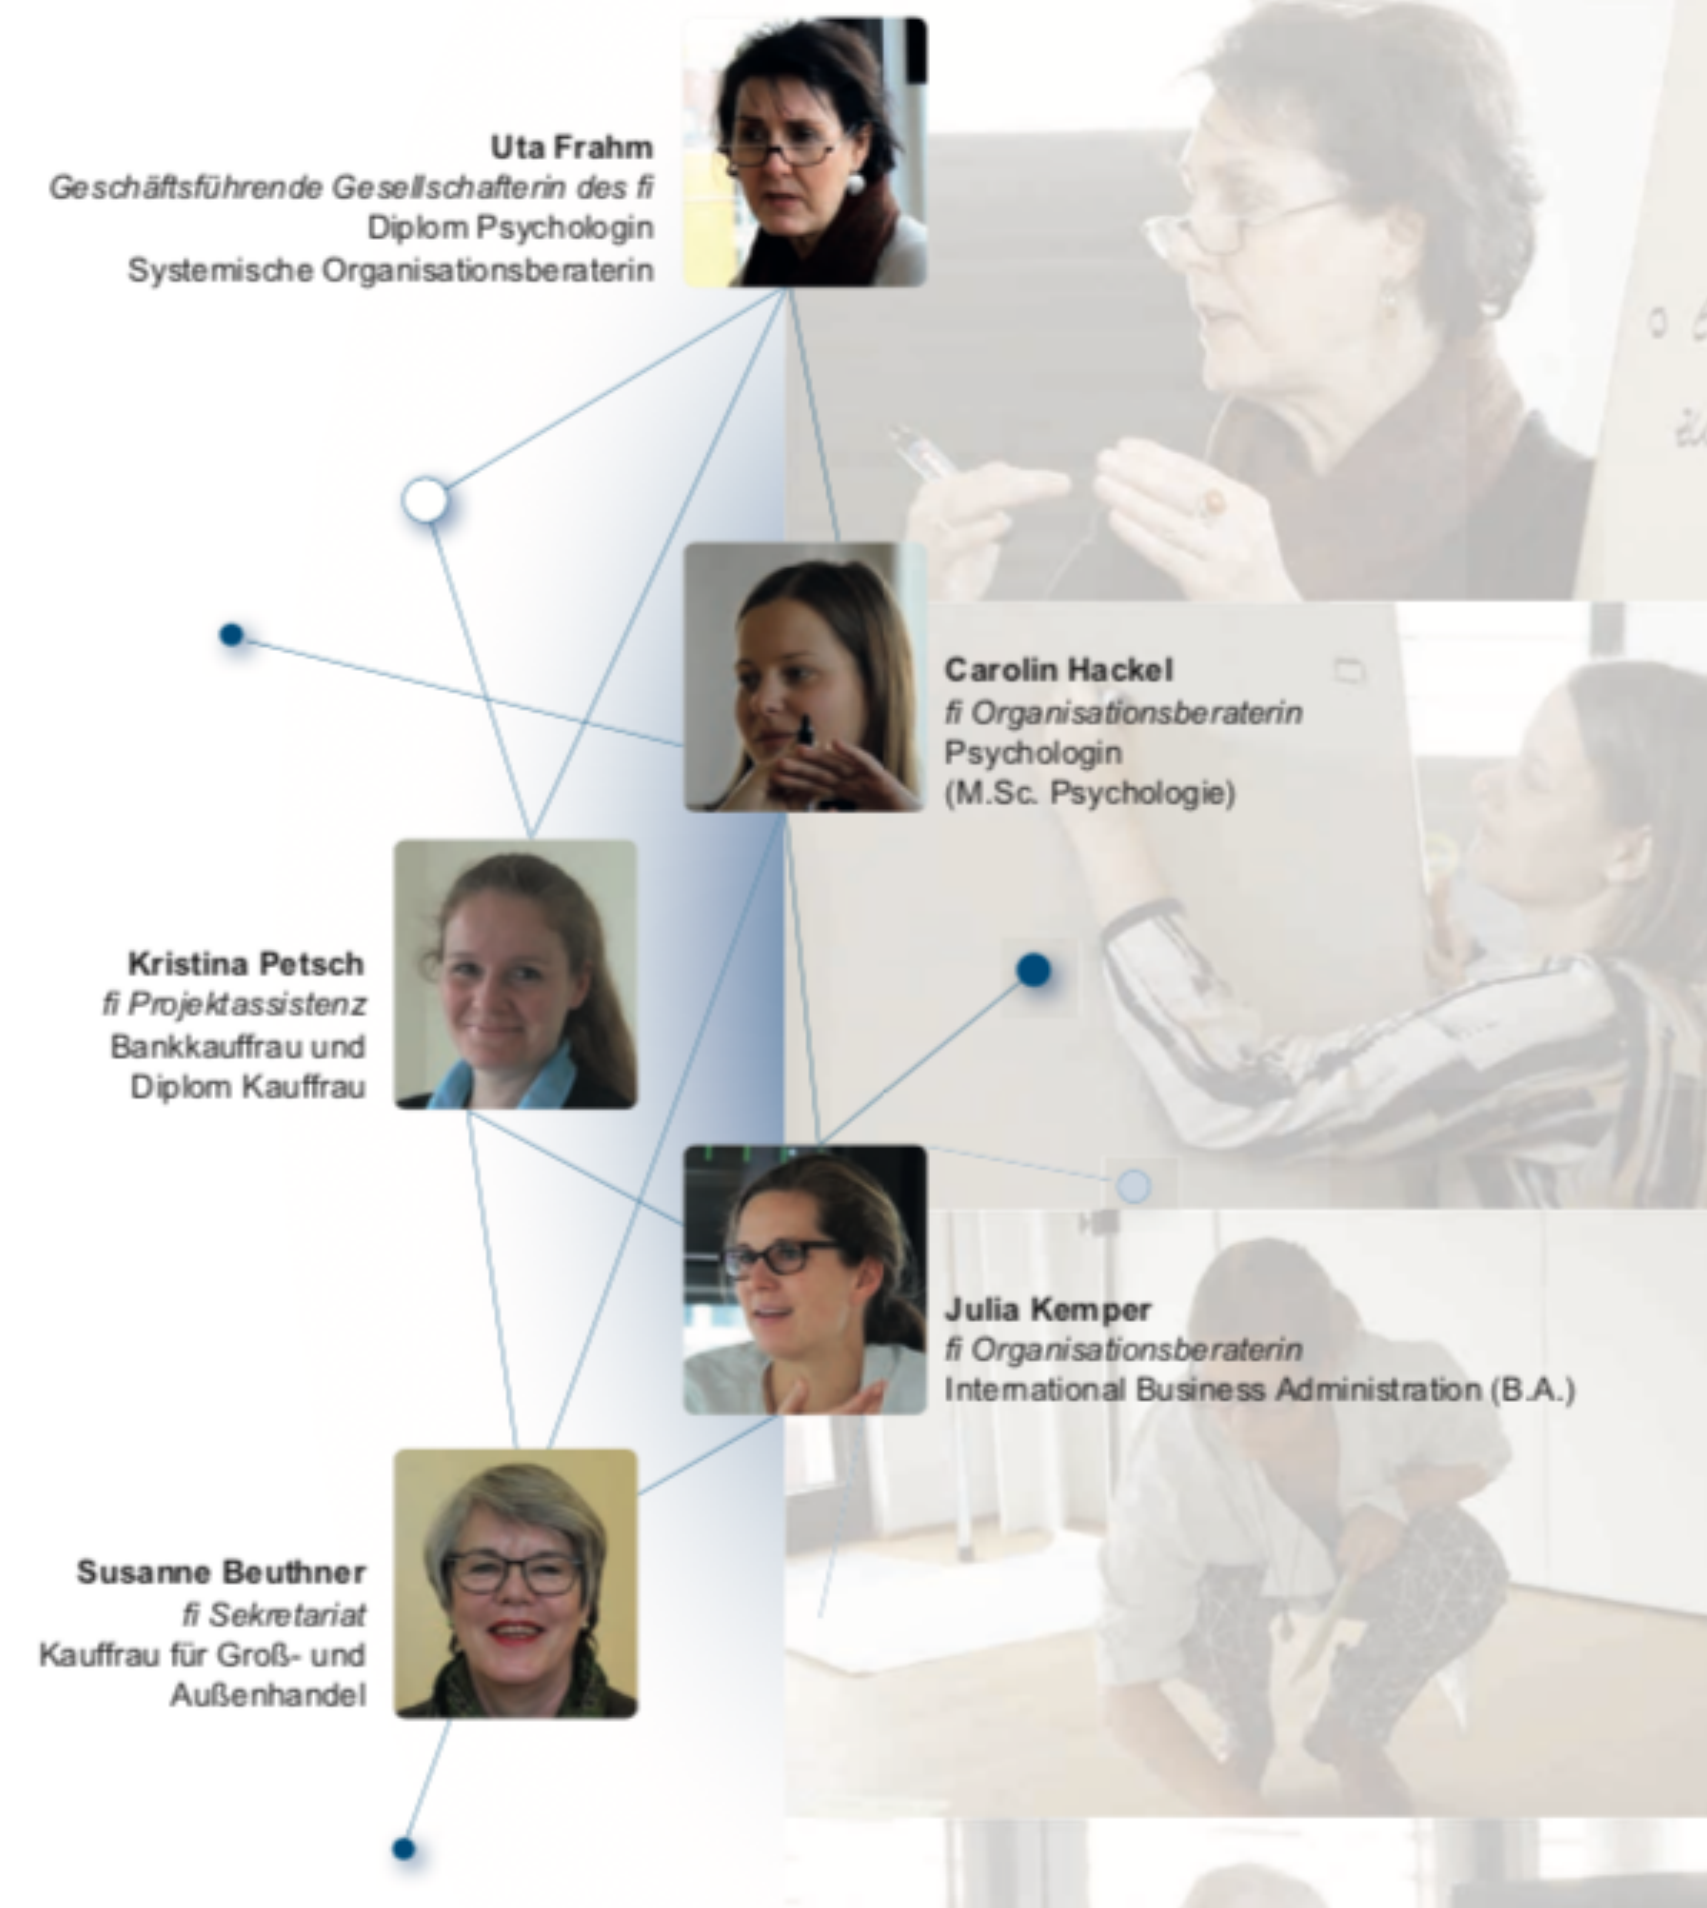 Uta Frahm
Geschäftsführende Gesellschafterin des fi
Diplom Psychologin
Systemische Organisationsberaterin
Carolin Hackel
fi Organisationsberaterin
Psychologin
(M.Sc. Psychologie)
Kristina Petsch
fi Projektassistenz
Bankkauffrau und
Diplom Kauffrau
Julia Kemper
fi Organisationsberaterin
International Business Administration (B.A.)
Susanne Beuthner
fi Sekretariat
Kauffrau für Groß- und
Außenhandel